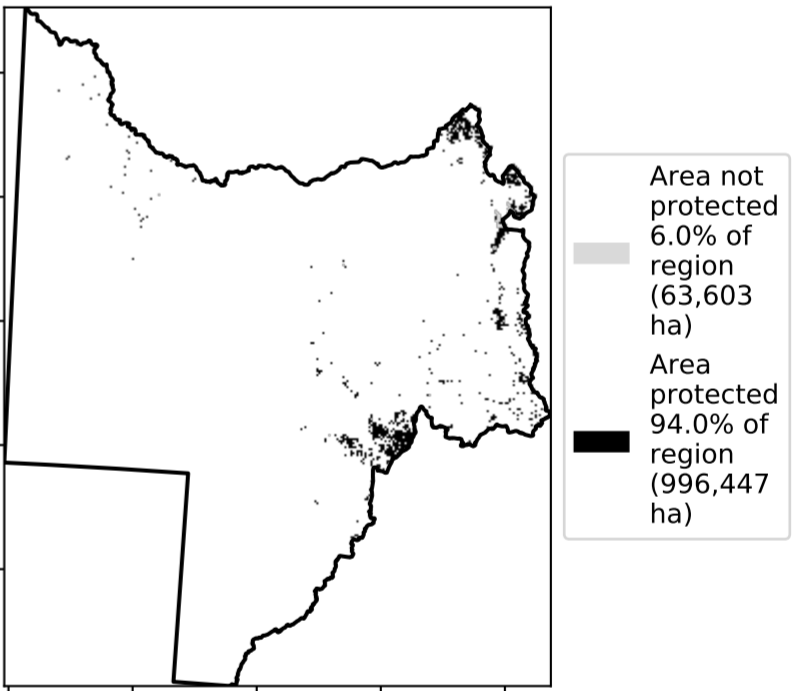 Area not
protected
6.0% of
region
(63,603
ha)
Area
protected
94.0% of
region
(996,447
ha)